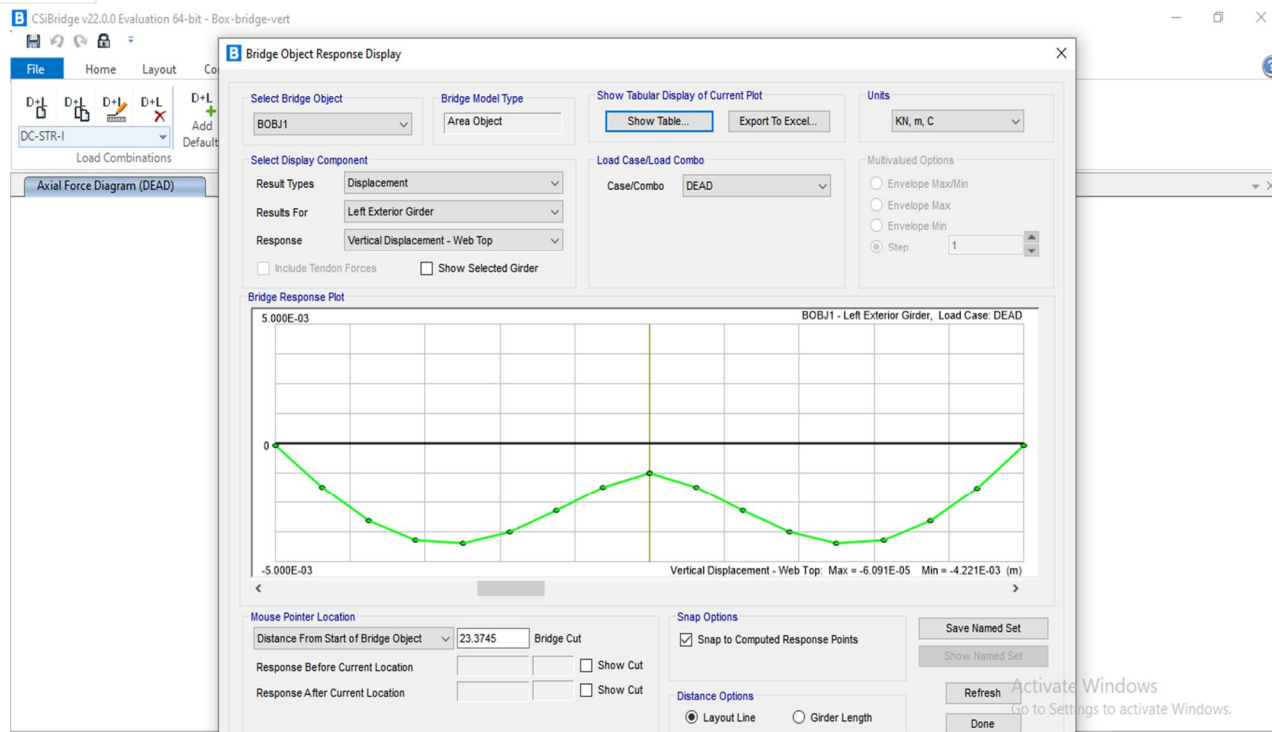 CSiBridge v22.0.0 Evaluation 64-bit - Box-bridge-vert
File Home Layout Co
D+L D+L D+L D+L D+L
Add
Default
DC-STR-I
Load Combinations
Axial Force Diagram (DEAD)
Bridge Object Response Display
Select Bridge Object
BOBJ1
Bridge Model Type
Area Object
Show Tabular Display of Current Plot
Show Table...
Export To Excel...
Units
KN, m, C
Select Display Component
Result Types
Displacement
Results For
Left Exterior Girder
Response
Vertical Displacement - Web Top
Include Tendon Forces
Show Selected Girder
Load Case/Load Combo
Case/Combo
DEAD
Multivalued Options
Envelope Max/Min
Envelope Max
Envelope Min
Step
1
Bridge Response Plot
5.000E-03
BOBJ1 - Left Exterior Girder, Load Case: DEAD
0
-5.000E-03
Vertical Displacement - Web Top: Max = -6.091E-05 Min = -4.221E-03 (m)
Mouse Pointer Location
Distance From Start of Bridge Object
23.3745
Bridge Cut
Response Before Current Location
Show Cut
Response After Current Location
Show Cut
Snap Options
Snap to Computed Response Points
Distance Options
Layout Line
Girder Length
Save Named Set
Show Named Set
Refresh
Done
Activate Windows
Go to Settings to activate Windows.